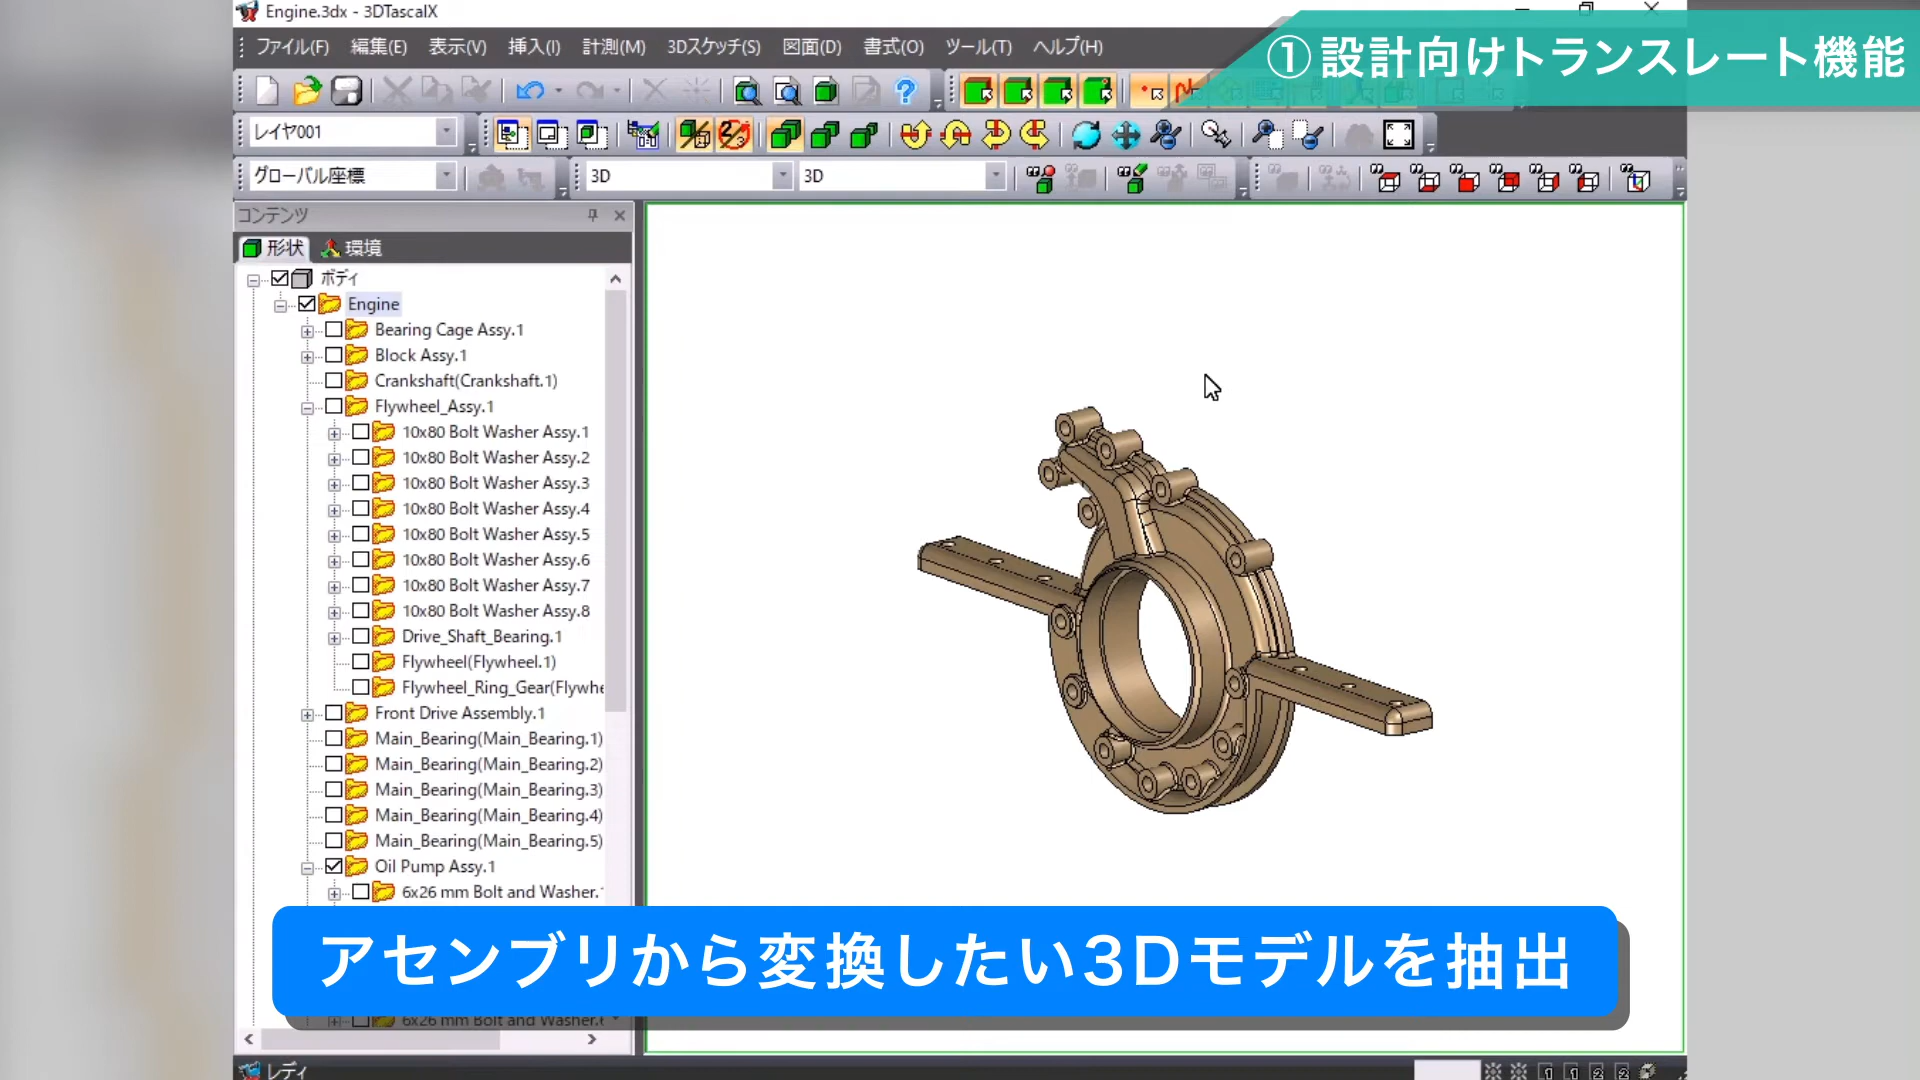 Engine.3dx - 3DTascalX
①設計向けトランスレート機能
ファイル(F) 編集(E) 表示(V) 挿入(I) 計測(M) 3Dスケッチ(S) 図面(D) 書式(O) ツール(T) ヘルプ(H)
レイヤ001
グローバル座標 3D 3D
コンテンツ
形状 環境
ボディ
Engine
Bearing Cage Assy.1
Block Assy.1
Crankshaft(Crankshaft.1)
Flywheel_Assy.1
10x80 Bolt Washer Assy.1
10x80 Bolt Washer Assy.2
10x80 Bolt Washer Assy.3
10x80 Bolt Washer Assy.4
10x80 Bolt Washer Assy.5
10x80 Bolt Washer Assy.6
10x80 Bolt Washer Assy.7
10x80 Bolt Washer Assy.8
Drive_Shaft_Bearing.1
Flywheel(Flywheel.1)
Flywheel_Ring_Gear(Flywhe
Front Drive Assembly.1
Main_Bearing(Main_Bearing.1)
Main_Bearing(Main_Bearing.2)
Main_Bearing(Main_Bearing.3)
Main_Bearing(Main_Bearing.4)
Main_Bearing(Main_Bearing.5)
Oil Pump Assy.1
6x26 mm Bolt and Washer.
アセンブリから変換したい3Dモデルを抽出
6x26 mm Bolt and Washer.
レディ